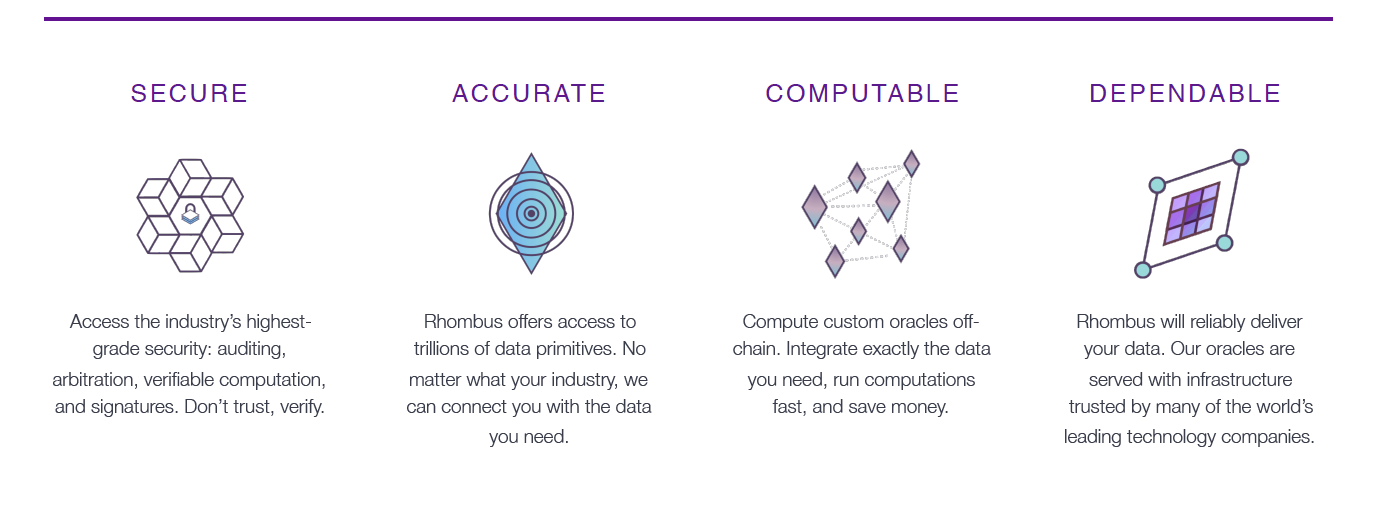 SECURE
Access the industry's highest-
grade security: auditing,
arbitration, verifiable computation,
and signatures. Don't trust, verify.
ACCURATE
Rhombus offers access to
trillions of data primitives. No
matter what your industry, we
can connect you with the data
you need.
COMPUTABLE
Compute custom oracles off-
chain. Integrate exactly the data
you need, run computations
fast, and save money.
DEPENDABLE
Rhombus will reliably deliver
your data. Our oracles are
served with infrastructure
trusted by many of the world's
leading technology companies.